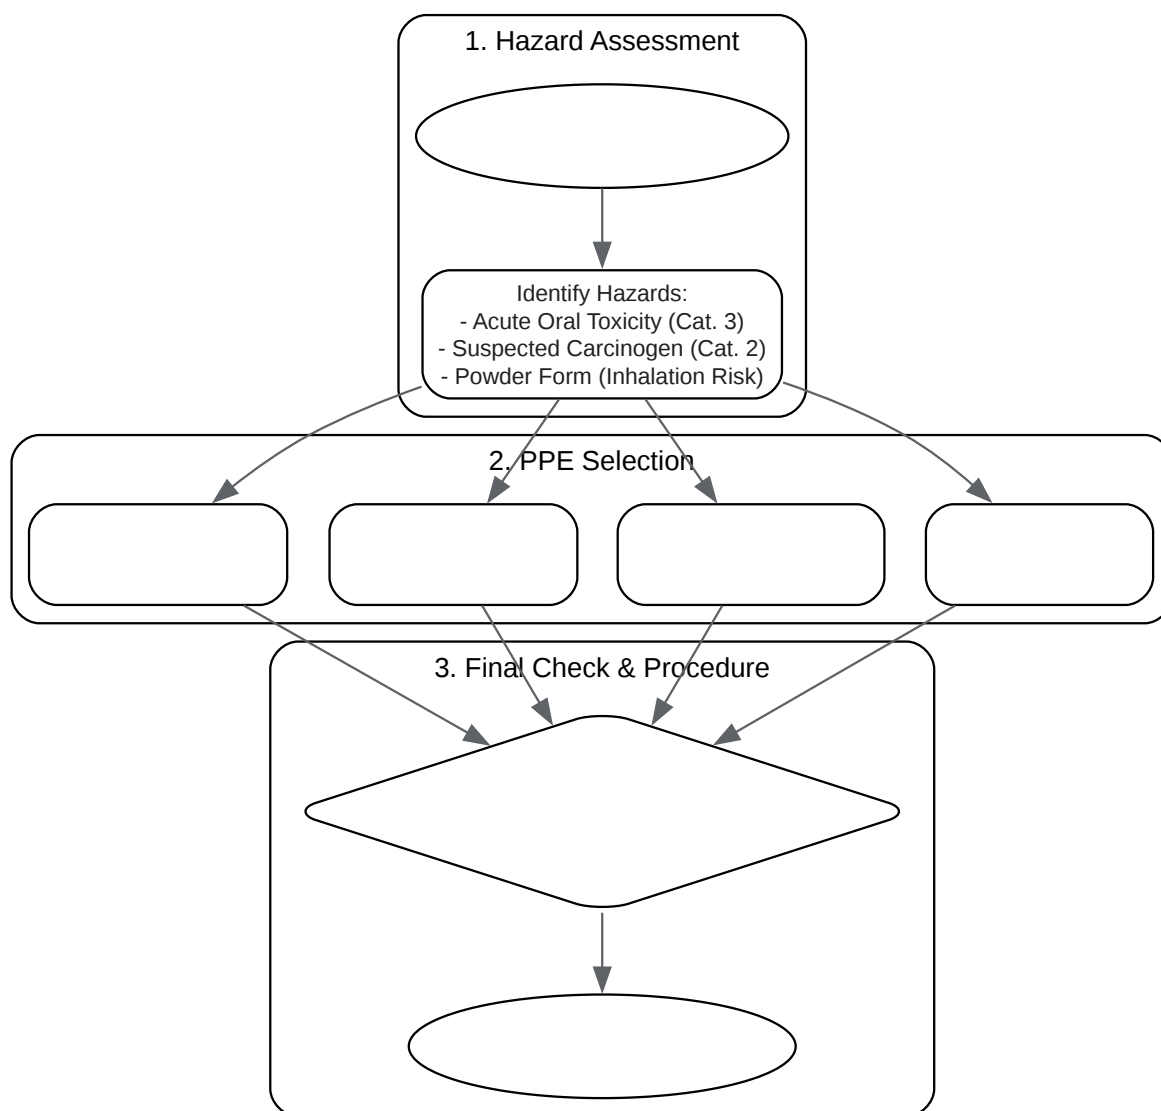 1. Hazard Assessment
Identify Hazards:
- Acute Oral Toxicity (Cat. 3)
- Suspected Carcinogen (Cat. 2)
- Powder Form (Inhalation Risk)
2. PPE Selection
3. Final Check & Procedure